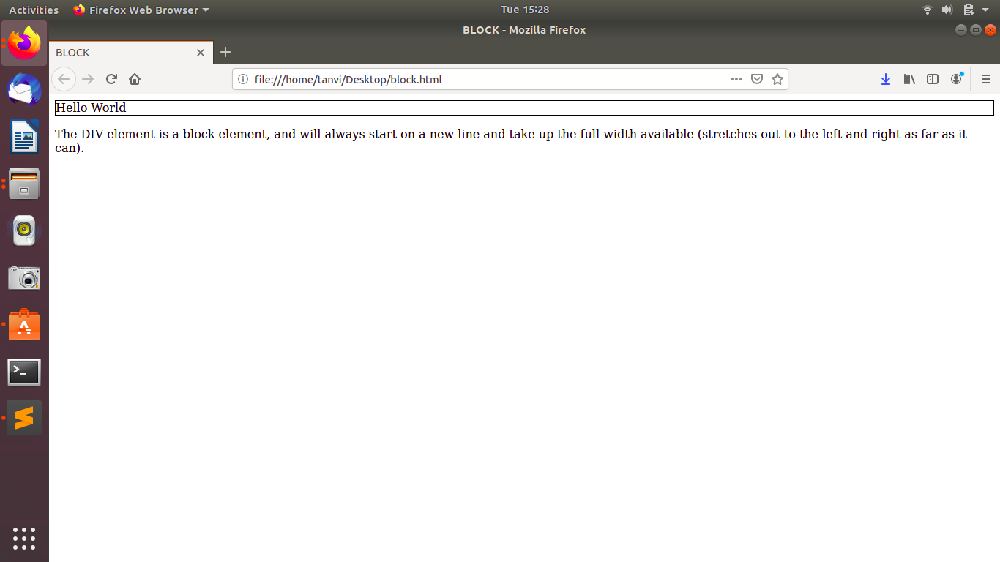 Activities Firefox Web Browser Tue 15:28
BLOCK - Mozilla Firefox
BLOCK
file:///home/tanvi/Desktop/block.html
Hello World
The DIV element is a block element, and will always start on a new line and take up the full width available (stretches out to the left and right as far as it
can).